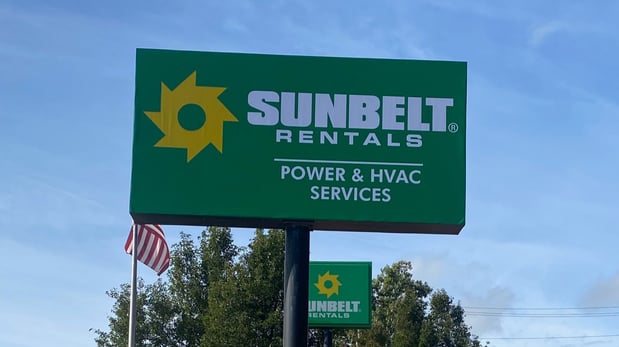 SUNBELT®
RENTALS
POWER & HVAC
SERVICES
SUNBELT
RENTALS